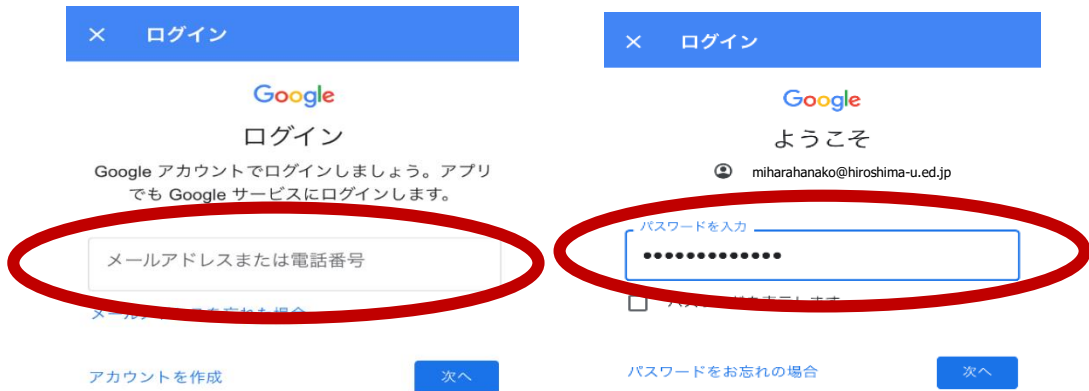 × ログイン
Google
ログイン
Google アカウントでログインしましょう。アプリ
でも Google サービスにログインします。
メールアドレスまたは電話番号
アカウントを作成
次へ
× ログイン
Google
ようこそ
miharahanako@hiroshima-u.ed.jp
パスワードを入力
•••••••••••••
パスワードをお忘れの場合
次へ